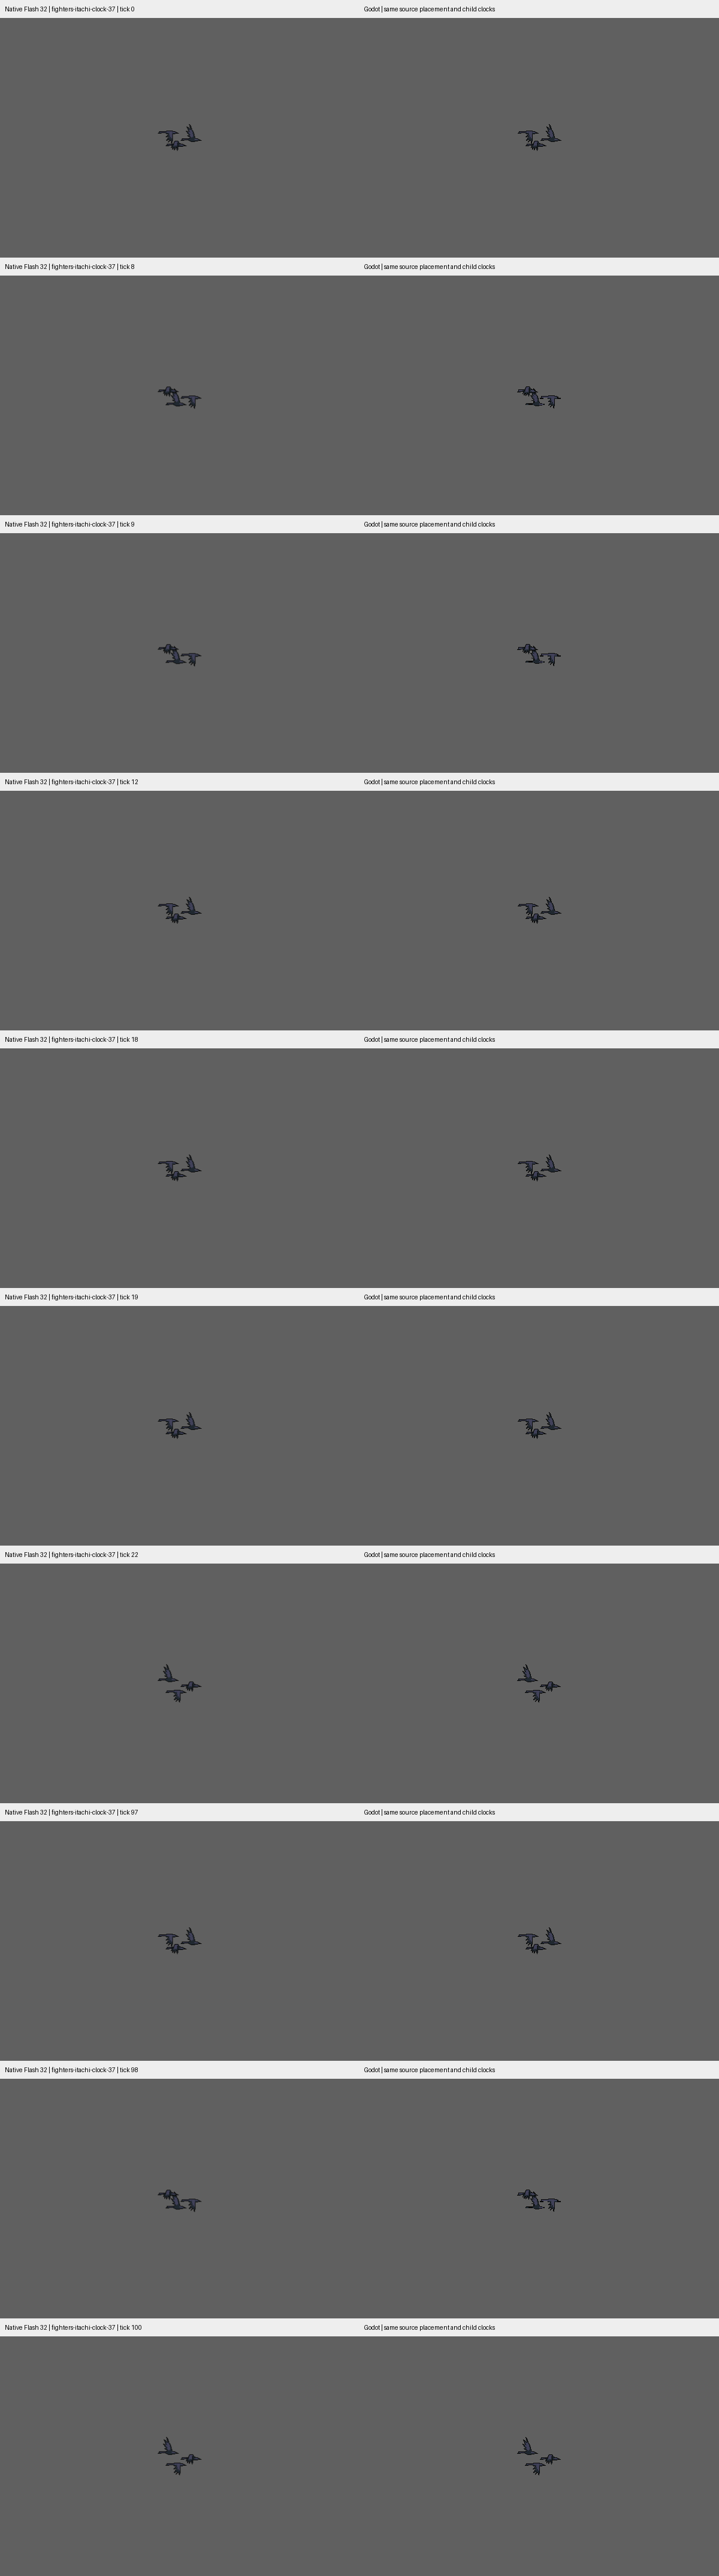 Native Flash 32 | fighters-itachi-clock-37 | tick 0
Godot | same source placement and child clocks
Native Flash 32 | fighters-itachi-clock-37 | tick 8
Godot | same source placement and child clocks
Native Flash 32 | fighters-itachi-clock-37 | tick 9
Godot | same source placement and child clocks
Native Flash 32 | fighters-itachi-clock-37 | tick 12
Godot | same source placement and child clocks
Native Flash 32 | fighters-itachi-clock-37 | tick 18
Godot | same source placement and child clocks
Native Flash 32 | fighters-itachi-clock-37 | tick 19
Godot | same source placement and child clocks
Native Flash 32 | fighters-itachi-clock-37 | tick 22
Godot | same source placement and child clocks
Native Flash 32 | fighters-itachi-clock-37 | tick 97
Godot | same source placement and child clocks
Native Flash 32 | fighters-itachi-clock-37 | tick 98
Godot | same source placement and child clocks
Native Flash 32 | fighters-itachi-clock-37 | tick 100
Godot | same source placement and child clocks